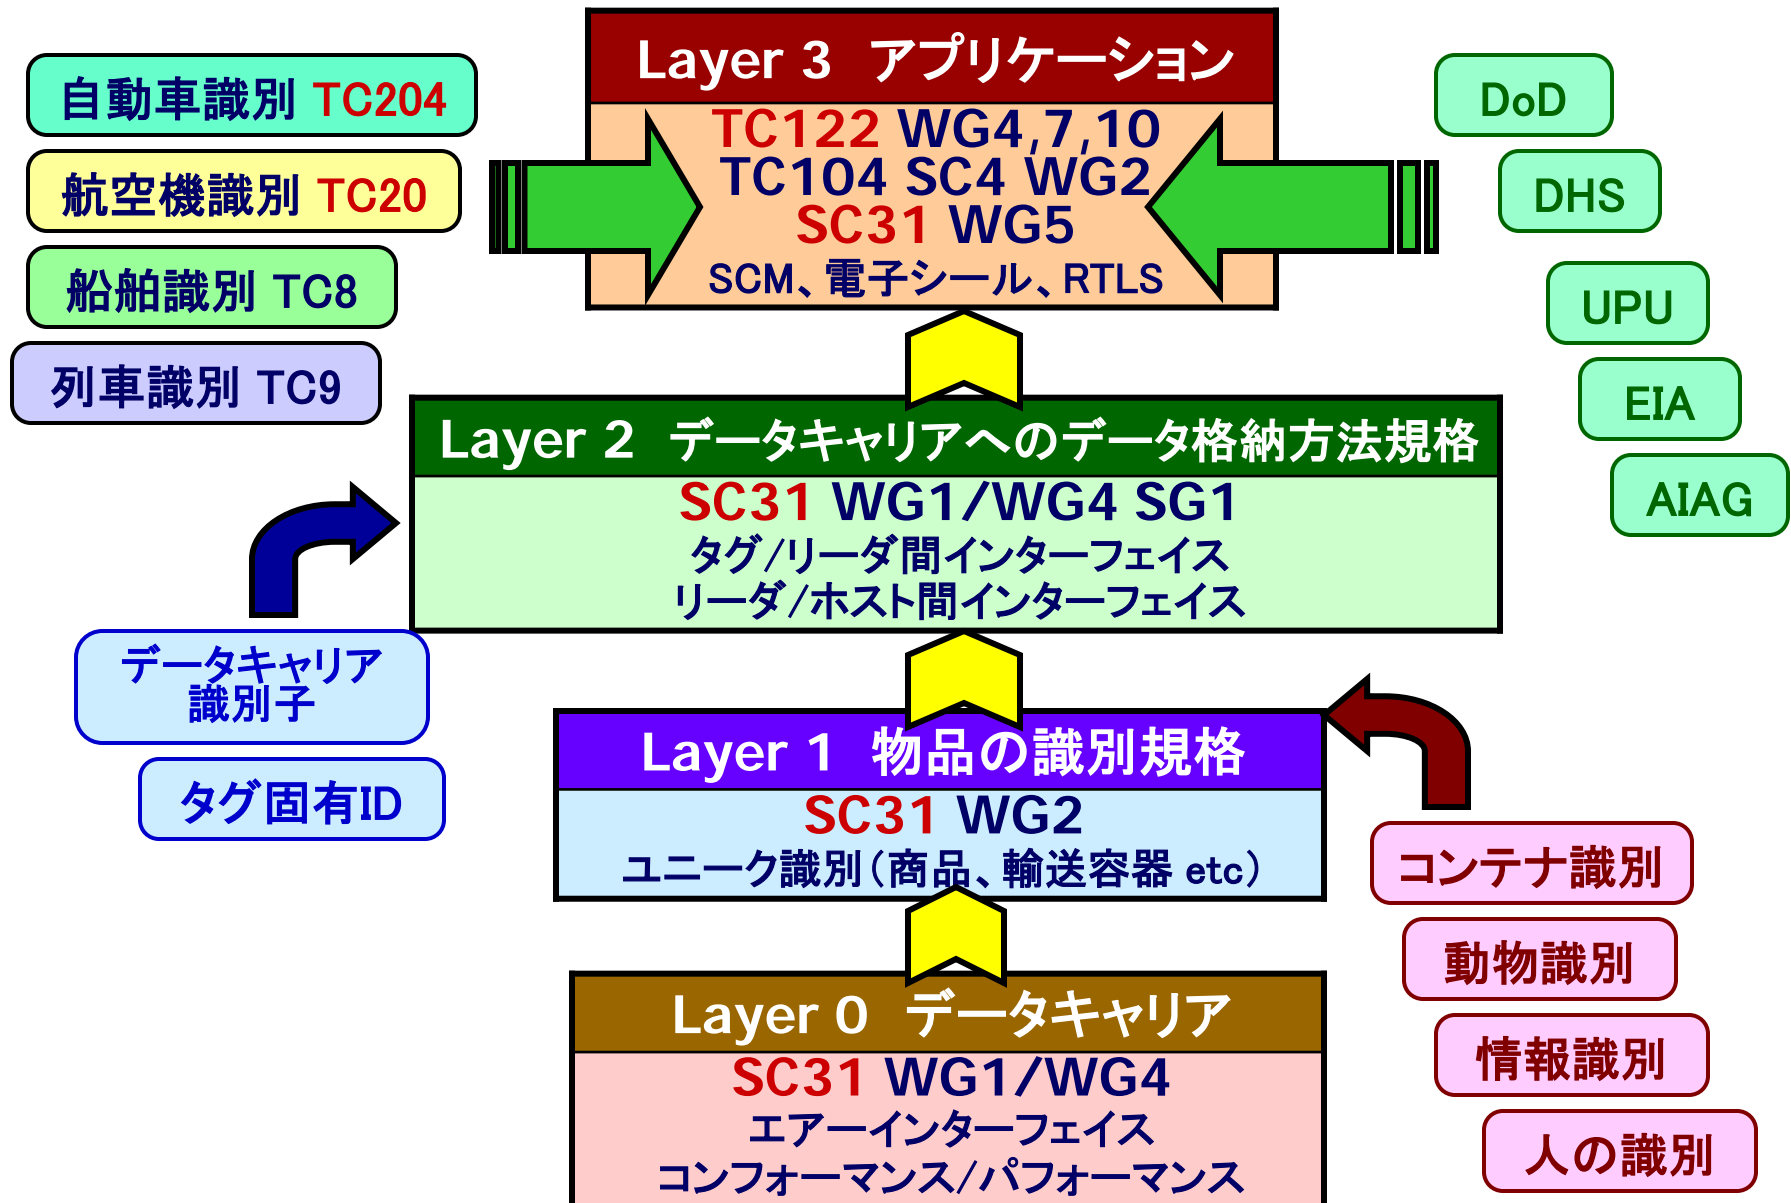 Layer 3 アプリケーション
TC122 WG4,7,10
TC104 SC4 WG2
SC31 WG5
SCM、電子シール、RTLS
自動車識別 TC204
航空機識別 TC20
船舶識別 TC8
列車識別 TC9
DoD
DHS
UPU
EIA
AIAG
Layer 2 データキャリアへのデータ格納方法規格
SC31 WG1/WG4 SG1
タグ/リーダ間インターフェイス
リーダ/ホスト間インターフェイス
データキャリア
識別子
タグ固有ID
Layer 1 物品の識別規格
SC31 WG2
ユニーク識別(商品、輸送容器 etc)
コンテナ識別
動物識別
情報識別
人の識別
Layer 0 データキャリア
SC31 WG1/WG4
エアーインターフェイス
コンフォーマンス/パフォーマンス